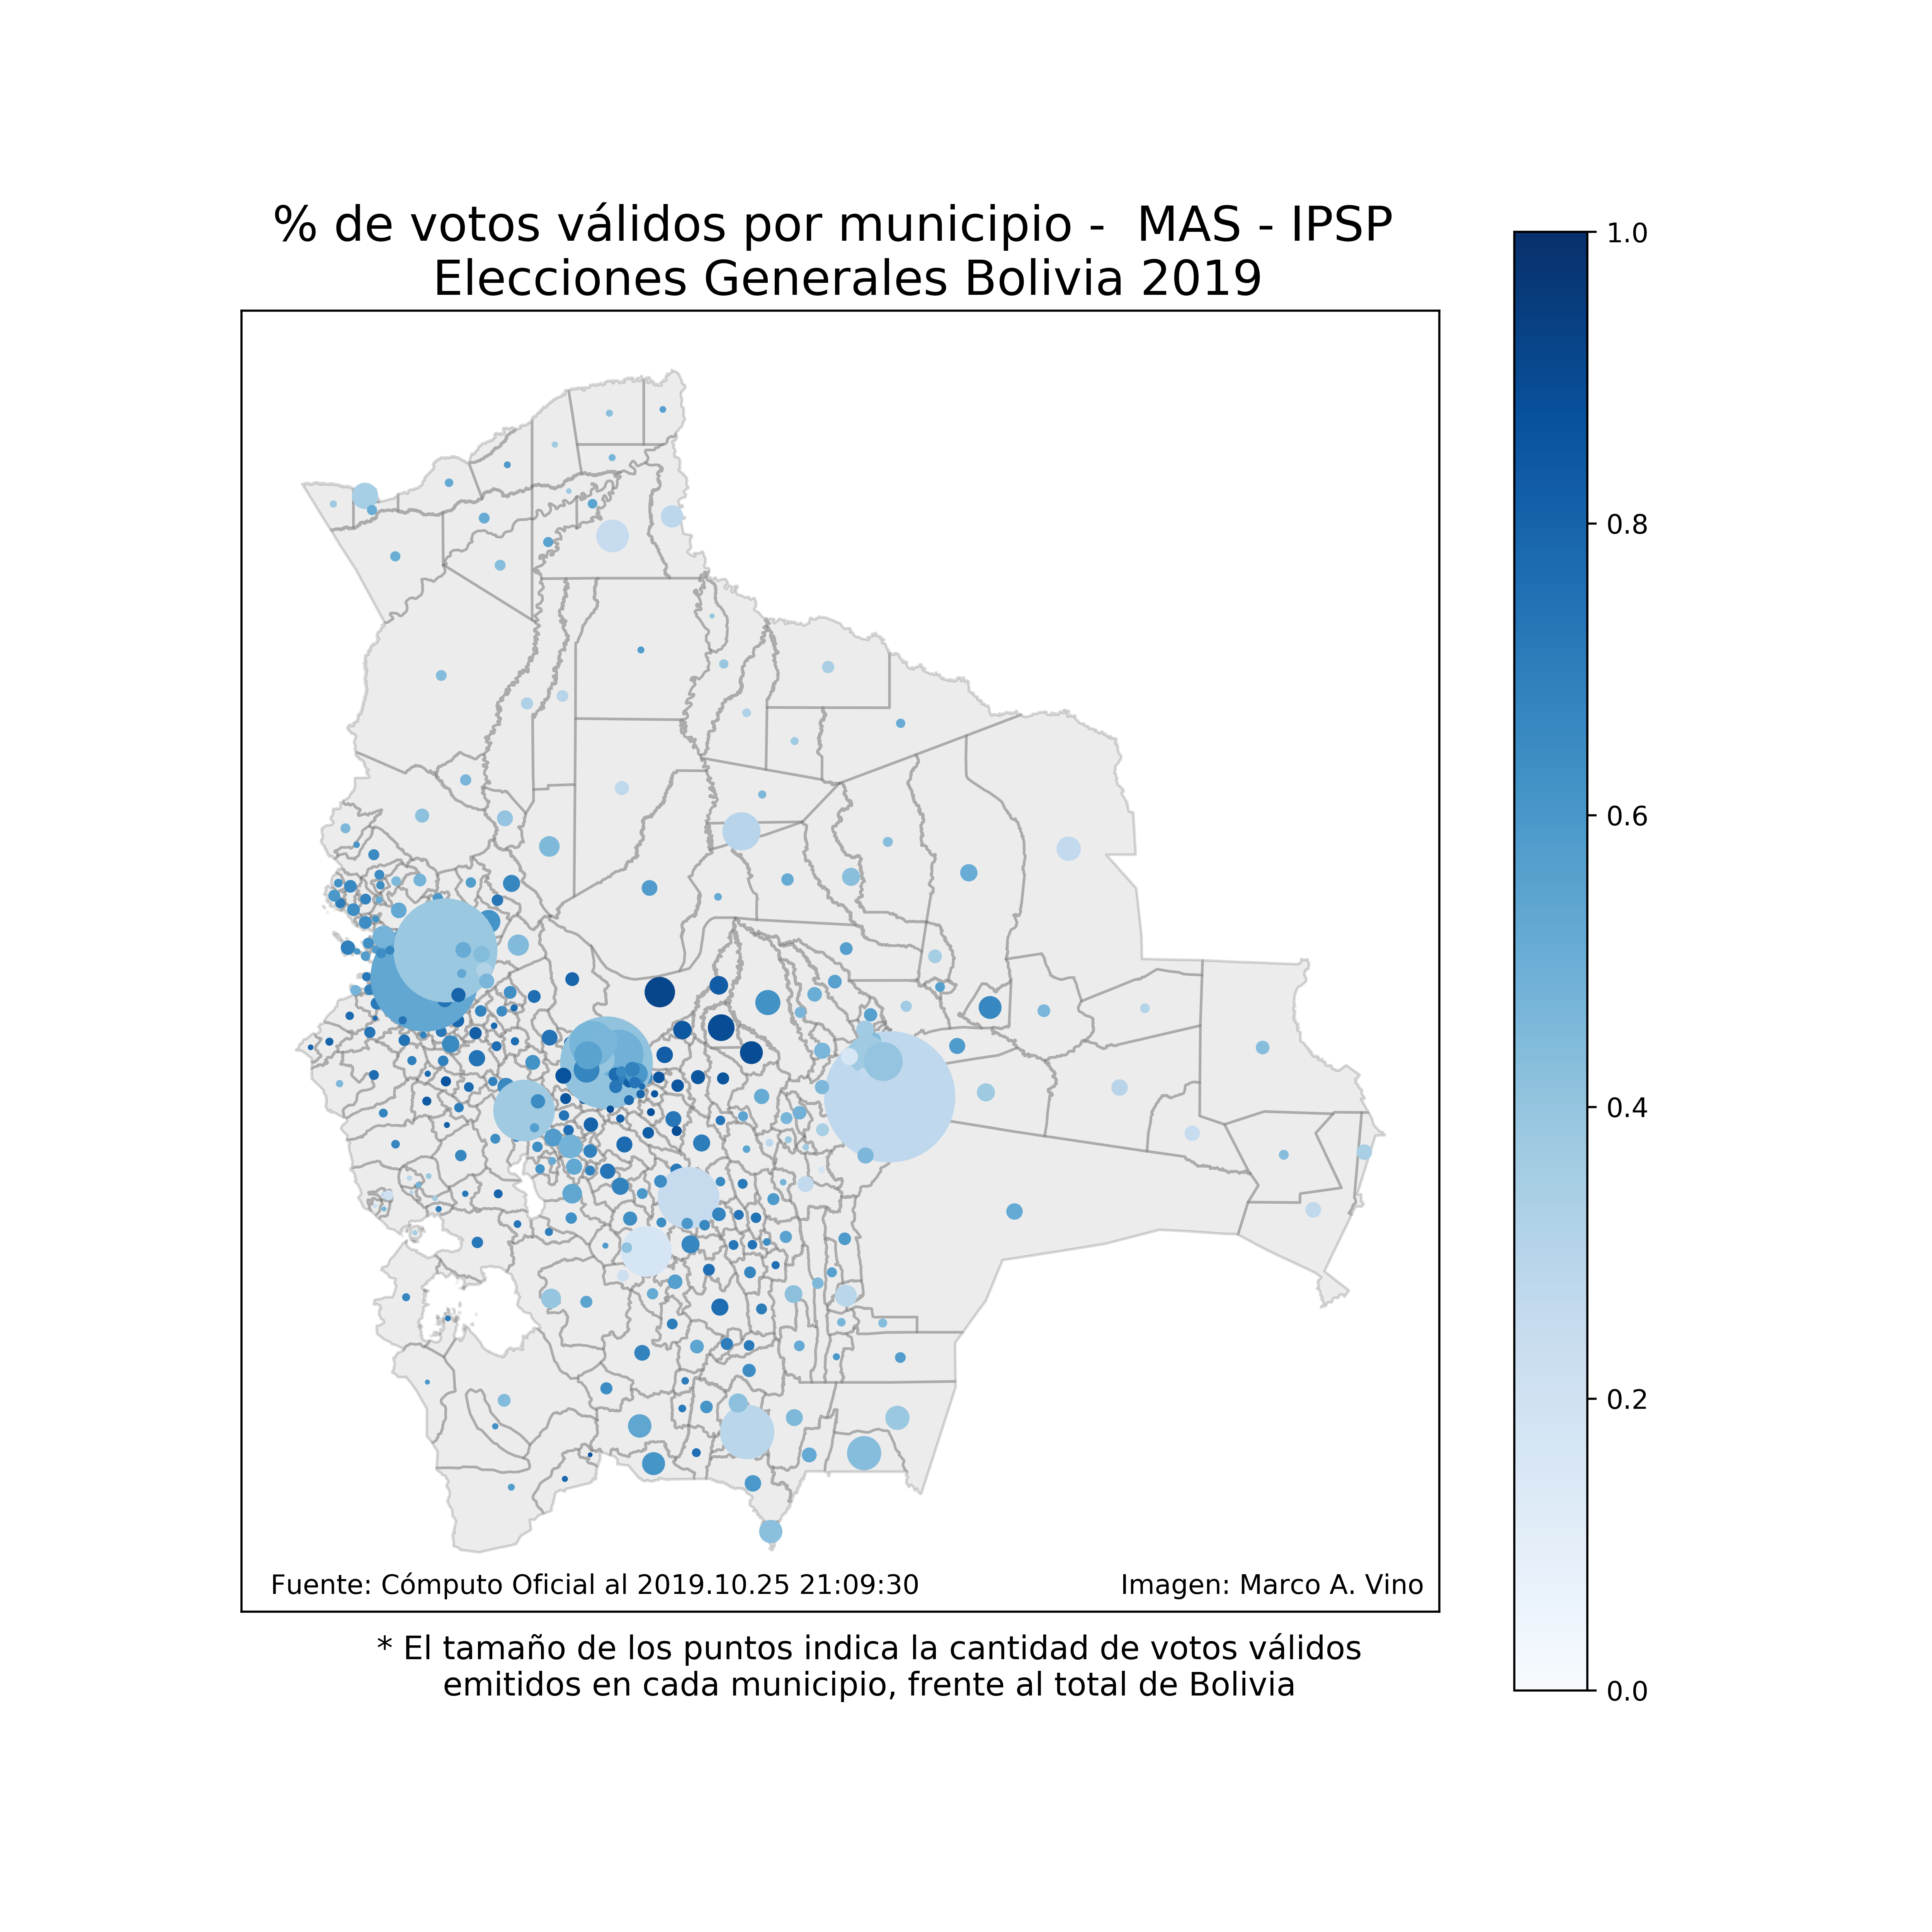 % de votos válidos por municipio -  MAS - IPSP
Elecciones Generales Bolivia 2019
1.0
0.8
0.6
0.4
0.2
0.0
Fuente: Cómputo Oficial al 2019.10.25 21:09:30
Imagen: Marco A. Vino
* El tamaño de los puntos indica la cantidad de votos válidos
emitidos en cada municipio, frente al total de Bolivia